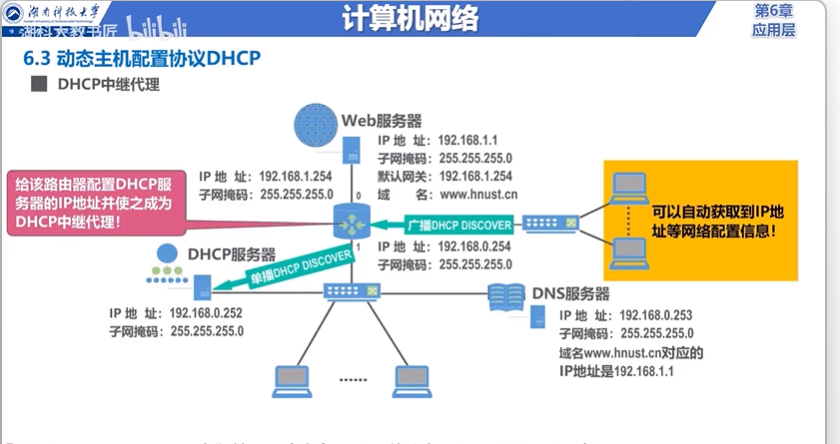 湖南科技大学
Hunan University of Science and Technology
湖科大教书匠 bilibili
计算机网络
第6章
应用层
6.3 动态主机配置协议DHCP
DHCP中继代理
Web服务器
IP 地 址：192.168.1.1
子网掩码：255.255.255.0
默认网关：192.168.1.254
域 名：www.hnust.cn
IP 地 址：192.168.1.254
子网掩码：255.255.255.0
0
给该路由器配置DHCP服
务器的IP地址并使之成为
DHCP中继代理！
广播DHCP DISCOVER
可以自动获取到IP地
址等网络配置信息！
1
IP 地 址：192.168.0.254
子网掩码：255.255.255.0
DHCP服务器
单播DHCP DISCOVER
IP 地 址：192.168.0.252
子网掩码：255.255.255.0
DNS服务器
IP 地 址：192.168.0.253
子网掩码：255.255.255.0
域名www.hnust.cn对应的
IP地址是192.168.1.1
······